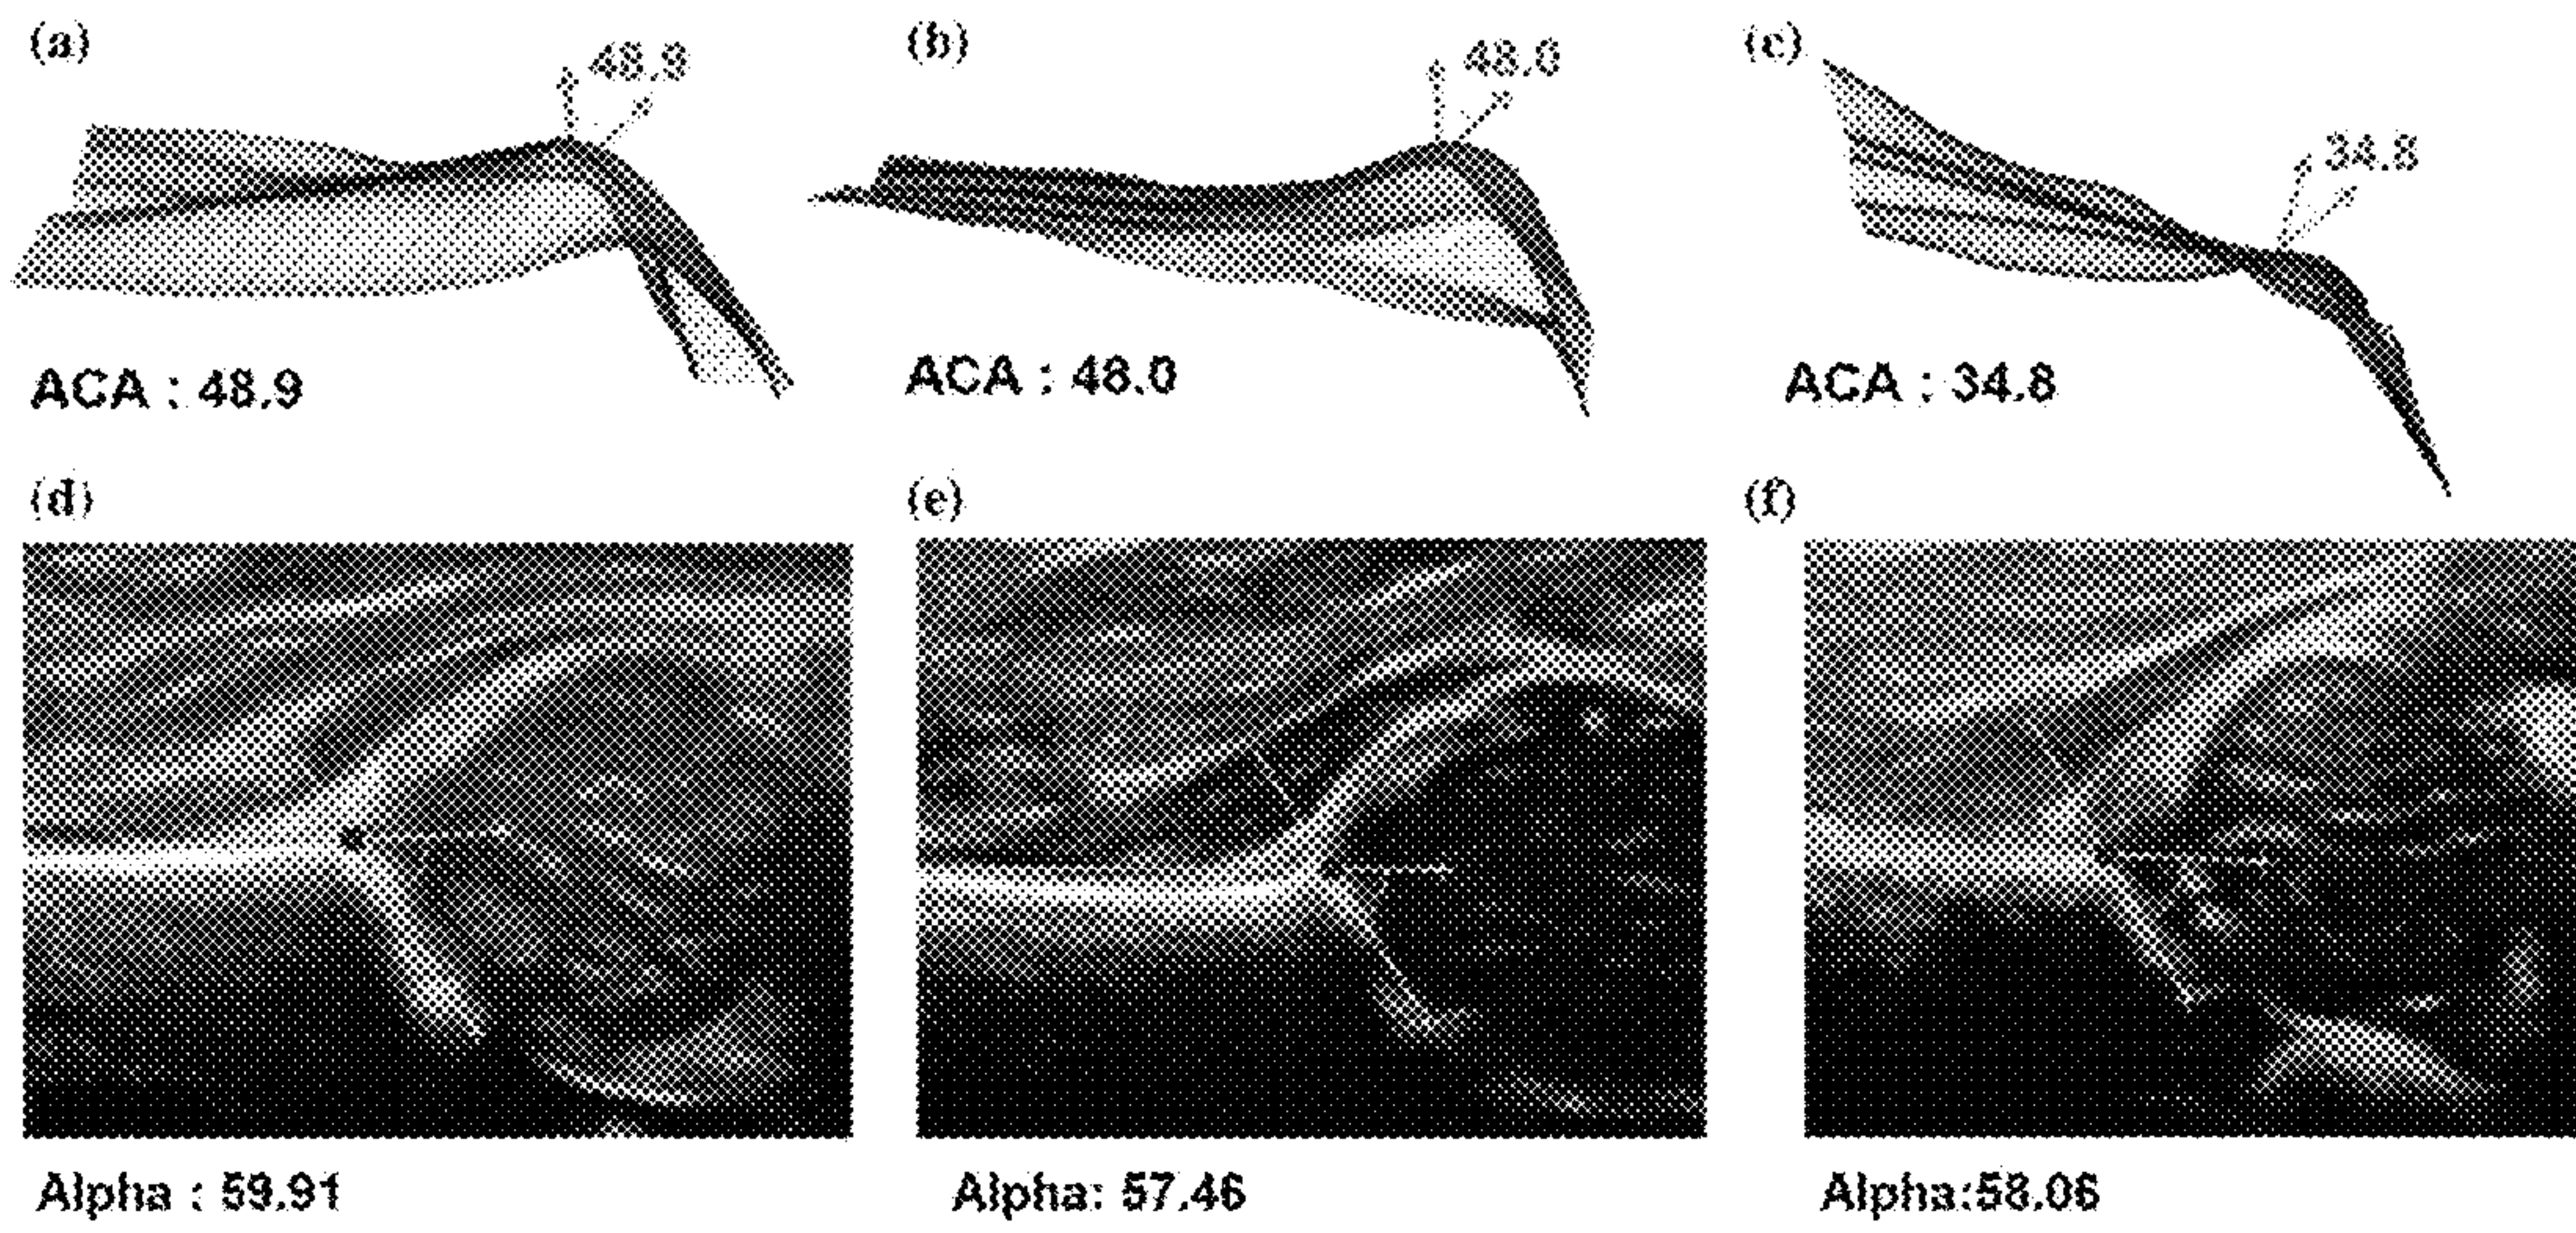 (a)
48.9
(b)
48.0
(c)
34.8
ACA : 48.9
ACA : 48.0
ACA : 34.8
(d)
(e)
(f)
Alpha : 59.91
Alpha: 57.46
Alpha:58.06